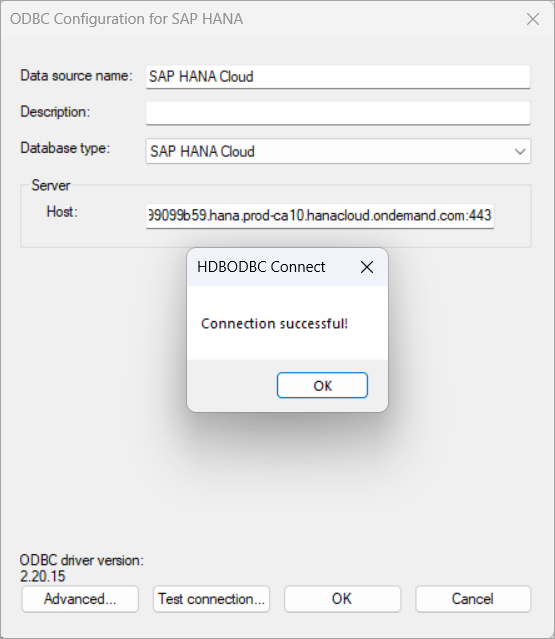 ODBC Configuration for SAP HANA
Data source name: SAP HANA Cloud
Description:
Database type: SAP HANA Cloud
Server
Host: 99099b59.hana.prod-ca10.hanacloud.ondemand.com:443
HDBODBC Connect
Connection successful!
OK
ODBC driver version:
2.20.15
Advanced... Test connection... OK Cancel